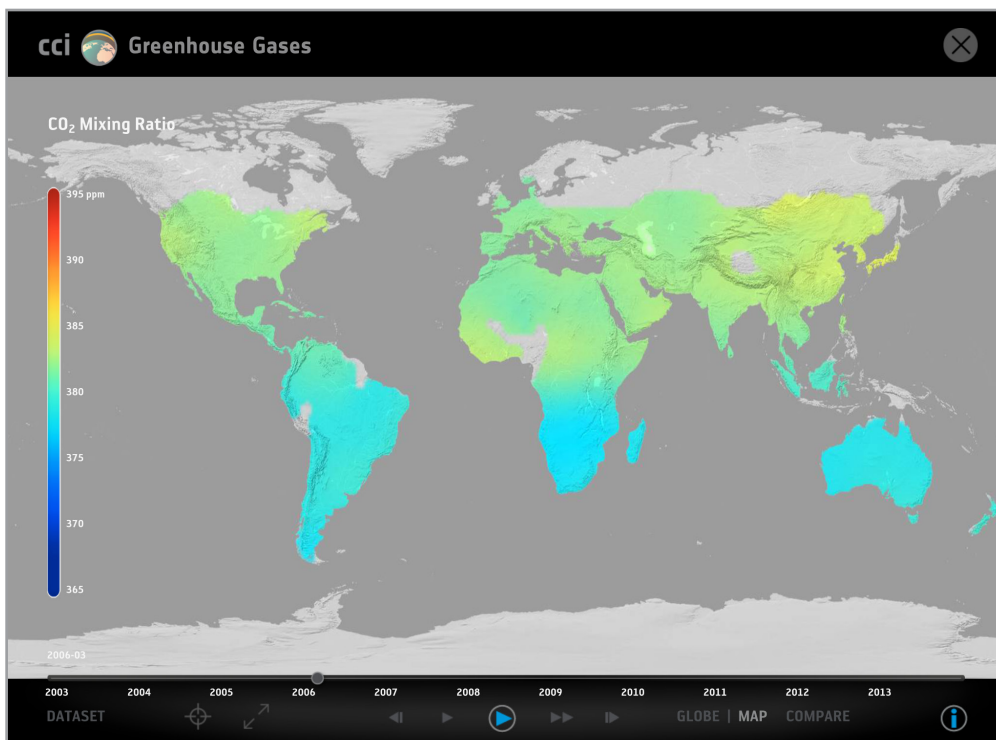 cci Greenhouse Gases
CO₂ Mixing Ratio
395 ppm
390
385
380
375
370
365
2006-03
2003 2004 2005 2006 2007 2008 2009 2010 2011 2012 2013
DATASET GLOBE | MAP COMPARE